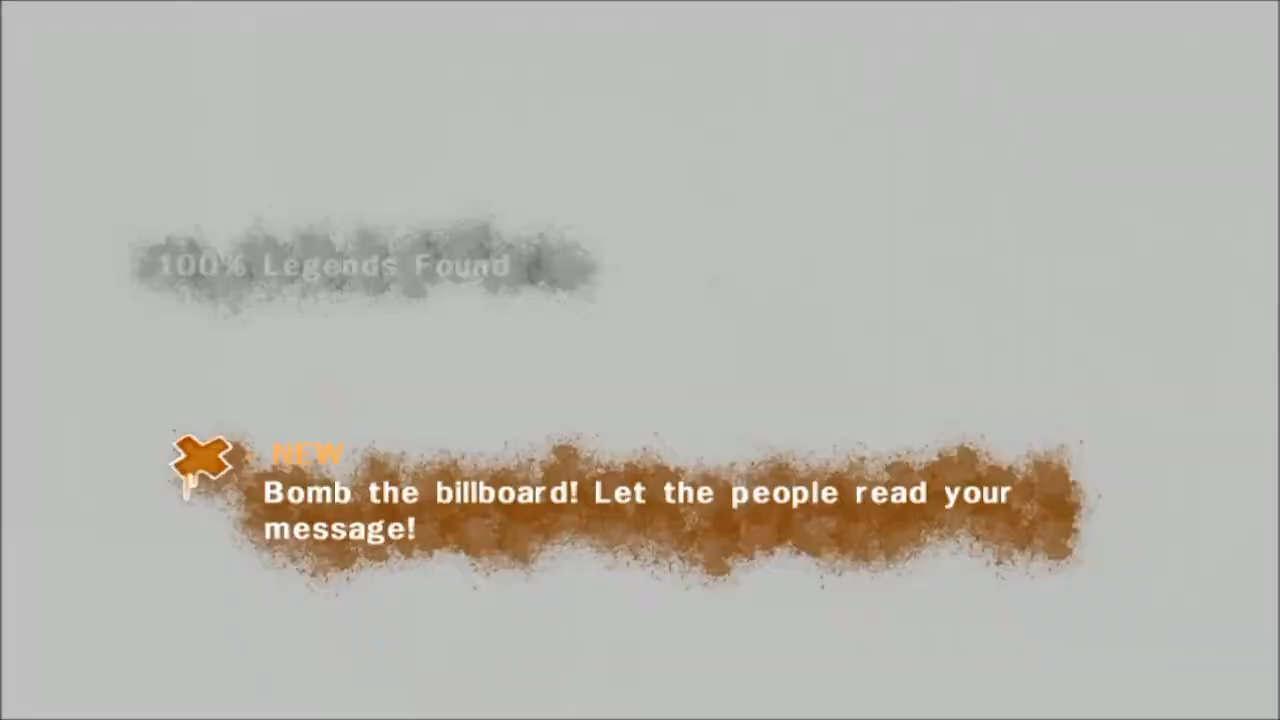 100% Legends Found
NEW
Bomb the billboard! Let the people read your
message!